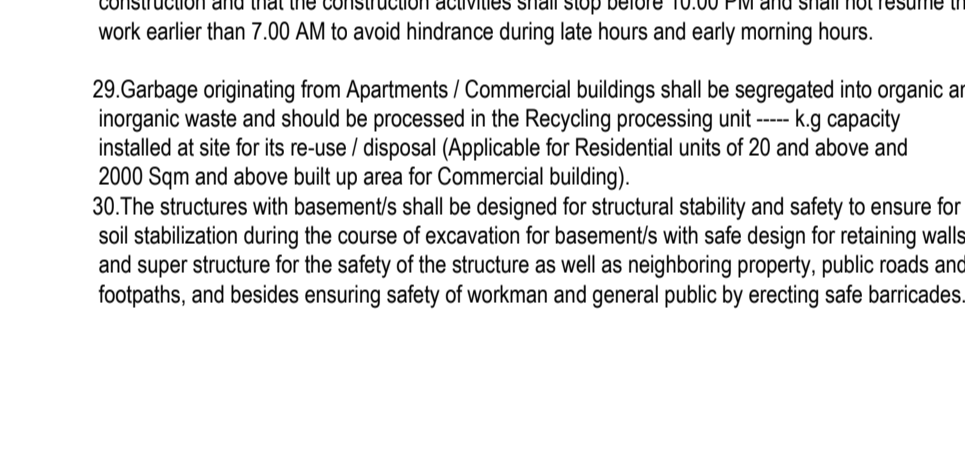 construction and that the construction activities shall stop before 10.00 PM and shall not resume
work earlier than 7.00 AM to avoid hindrance during late hours and early morning hours.
29.Garbage originating from Apartments / Commercial buildings shall be segregated into organic
inorganic waste and should be processed in the Recycling processing unit ----- k.g capacity
installed at site for its re-use / disposal (Applicable for Residential units of 20 and above and
2000 Sqm and above built up area for Commercial building).
30.The structures with basement/s shall be designed for structural stability and safety to ensure for
soil stabilization during the course of excavation for basement/s with safe design for retaining walls
and super structure for the safety of the structure as well as neighboring property, public roads and
footpaths, and besides ensuring safety of workman and general public by erecting safe barricades.